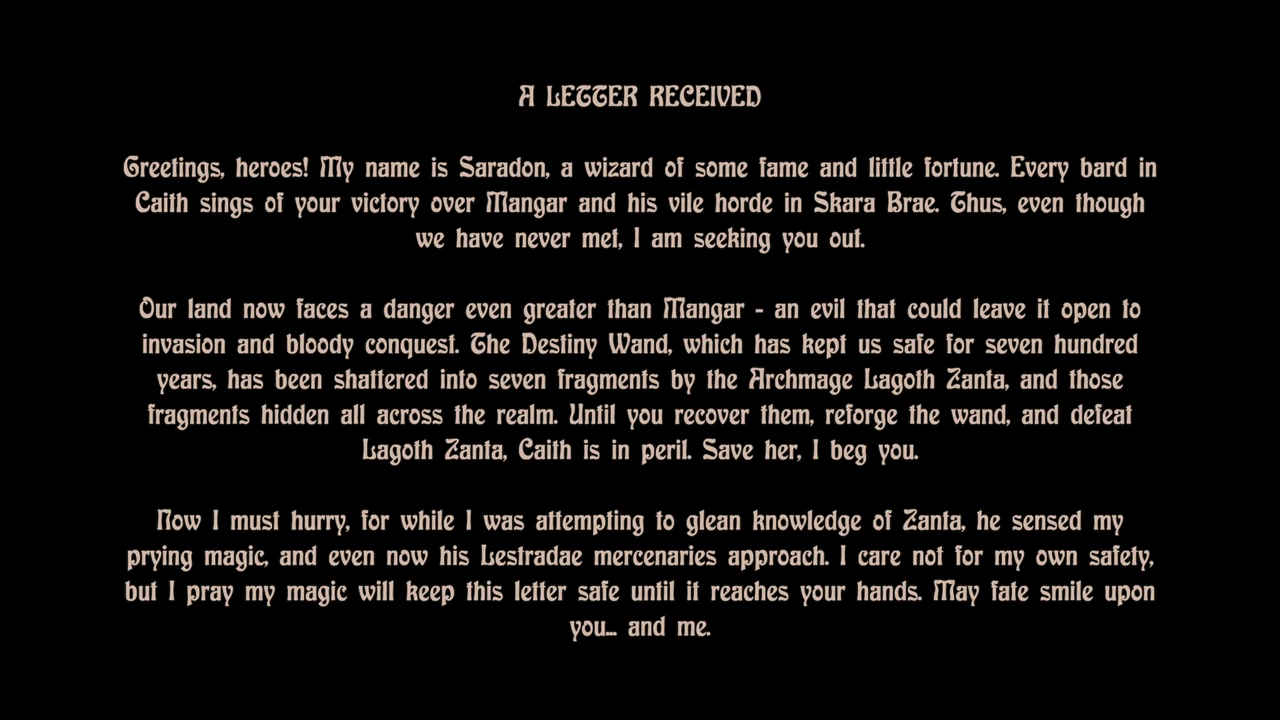 A LETTER RECEIVED
Greetings, heroes! My name is Saradon, a wizard of some fame and little fortune. Every bard in
Caith sings of your victory over Mangar and his vile horde in Skara Brae. Thus, even though
we have never met, I am seeking you out.
Our land now faces a danger even greater than Mangar - an evil that could leave it open to
invasion and bloody conquest. The Destiny Wand, which has kept us safe for seven hundred
years, has been shattered into seven fragments by the Archmage Lagoth Zanta, and those
fragments hidden all across the realm. Until you recover them, reforge the wand, and defeat
Lagoth Zanta, Caith is in peril. Save her, I beg you.
Now I must hurry, for while I was attempting to glean knowledge of Zanta, he sensed my
prying magic, and even now his Lestradae mercenaries approach. I care not for my own safety,
but I pray my magic will keep this letter safe until it reaches your hands. May fate smile upon
you... and me.